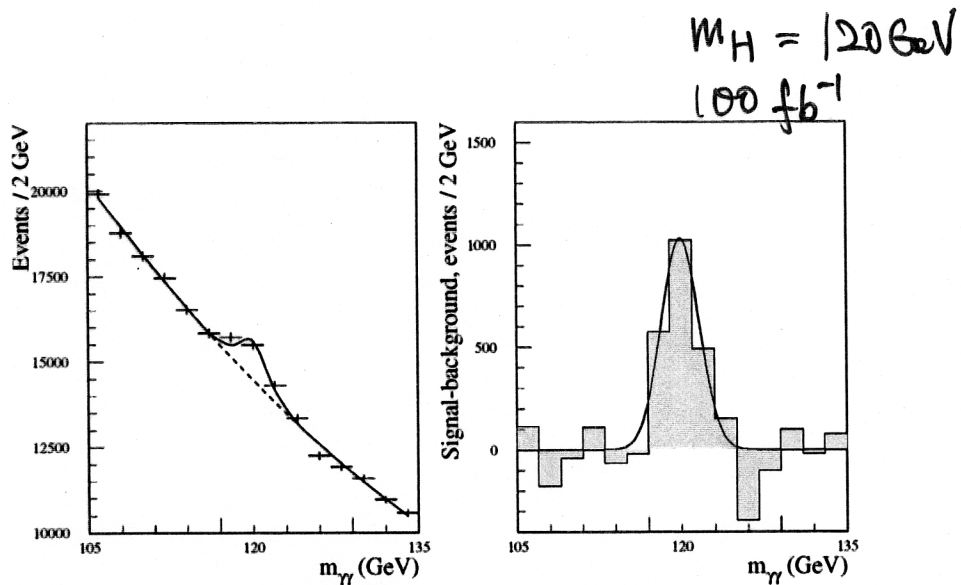 m_H = 120 GeV
100 fb⁻¹
Events / 2 GeV
20000
17500
15000
12500
10000
105
120
135
m_γγ (GeV)
Signal-background, events / 2 GeV
1500
1000
500
0
105
120
135
m_γγ (GeV)